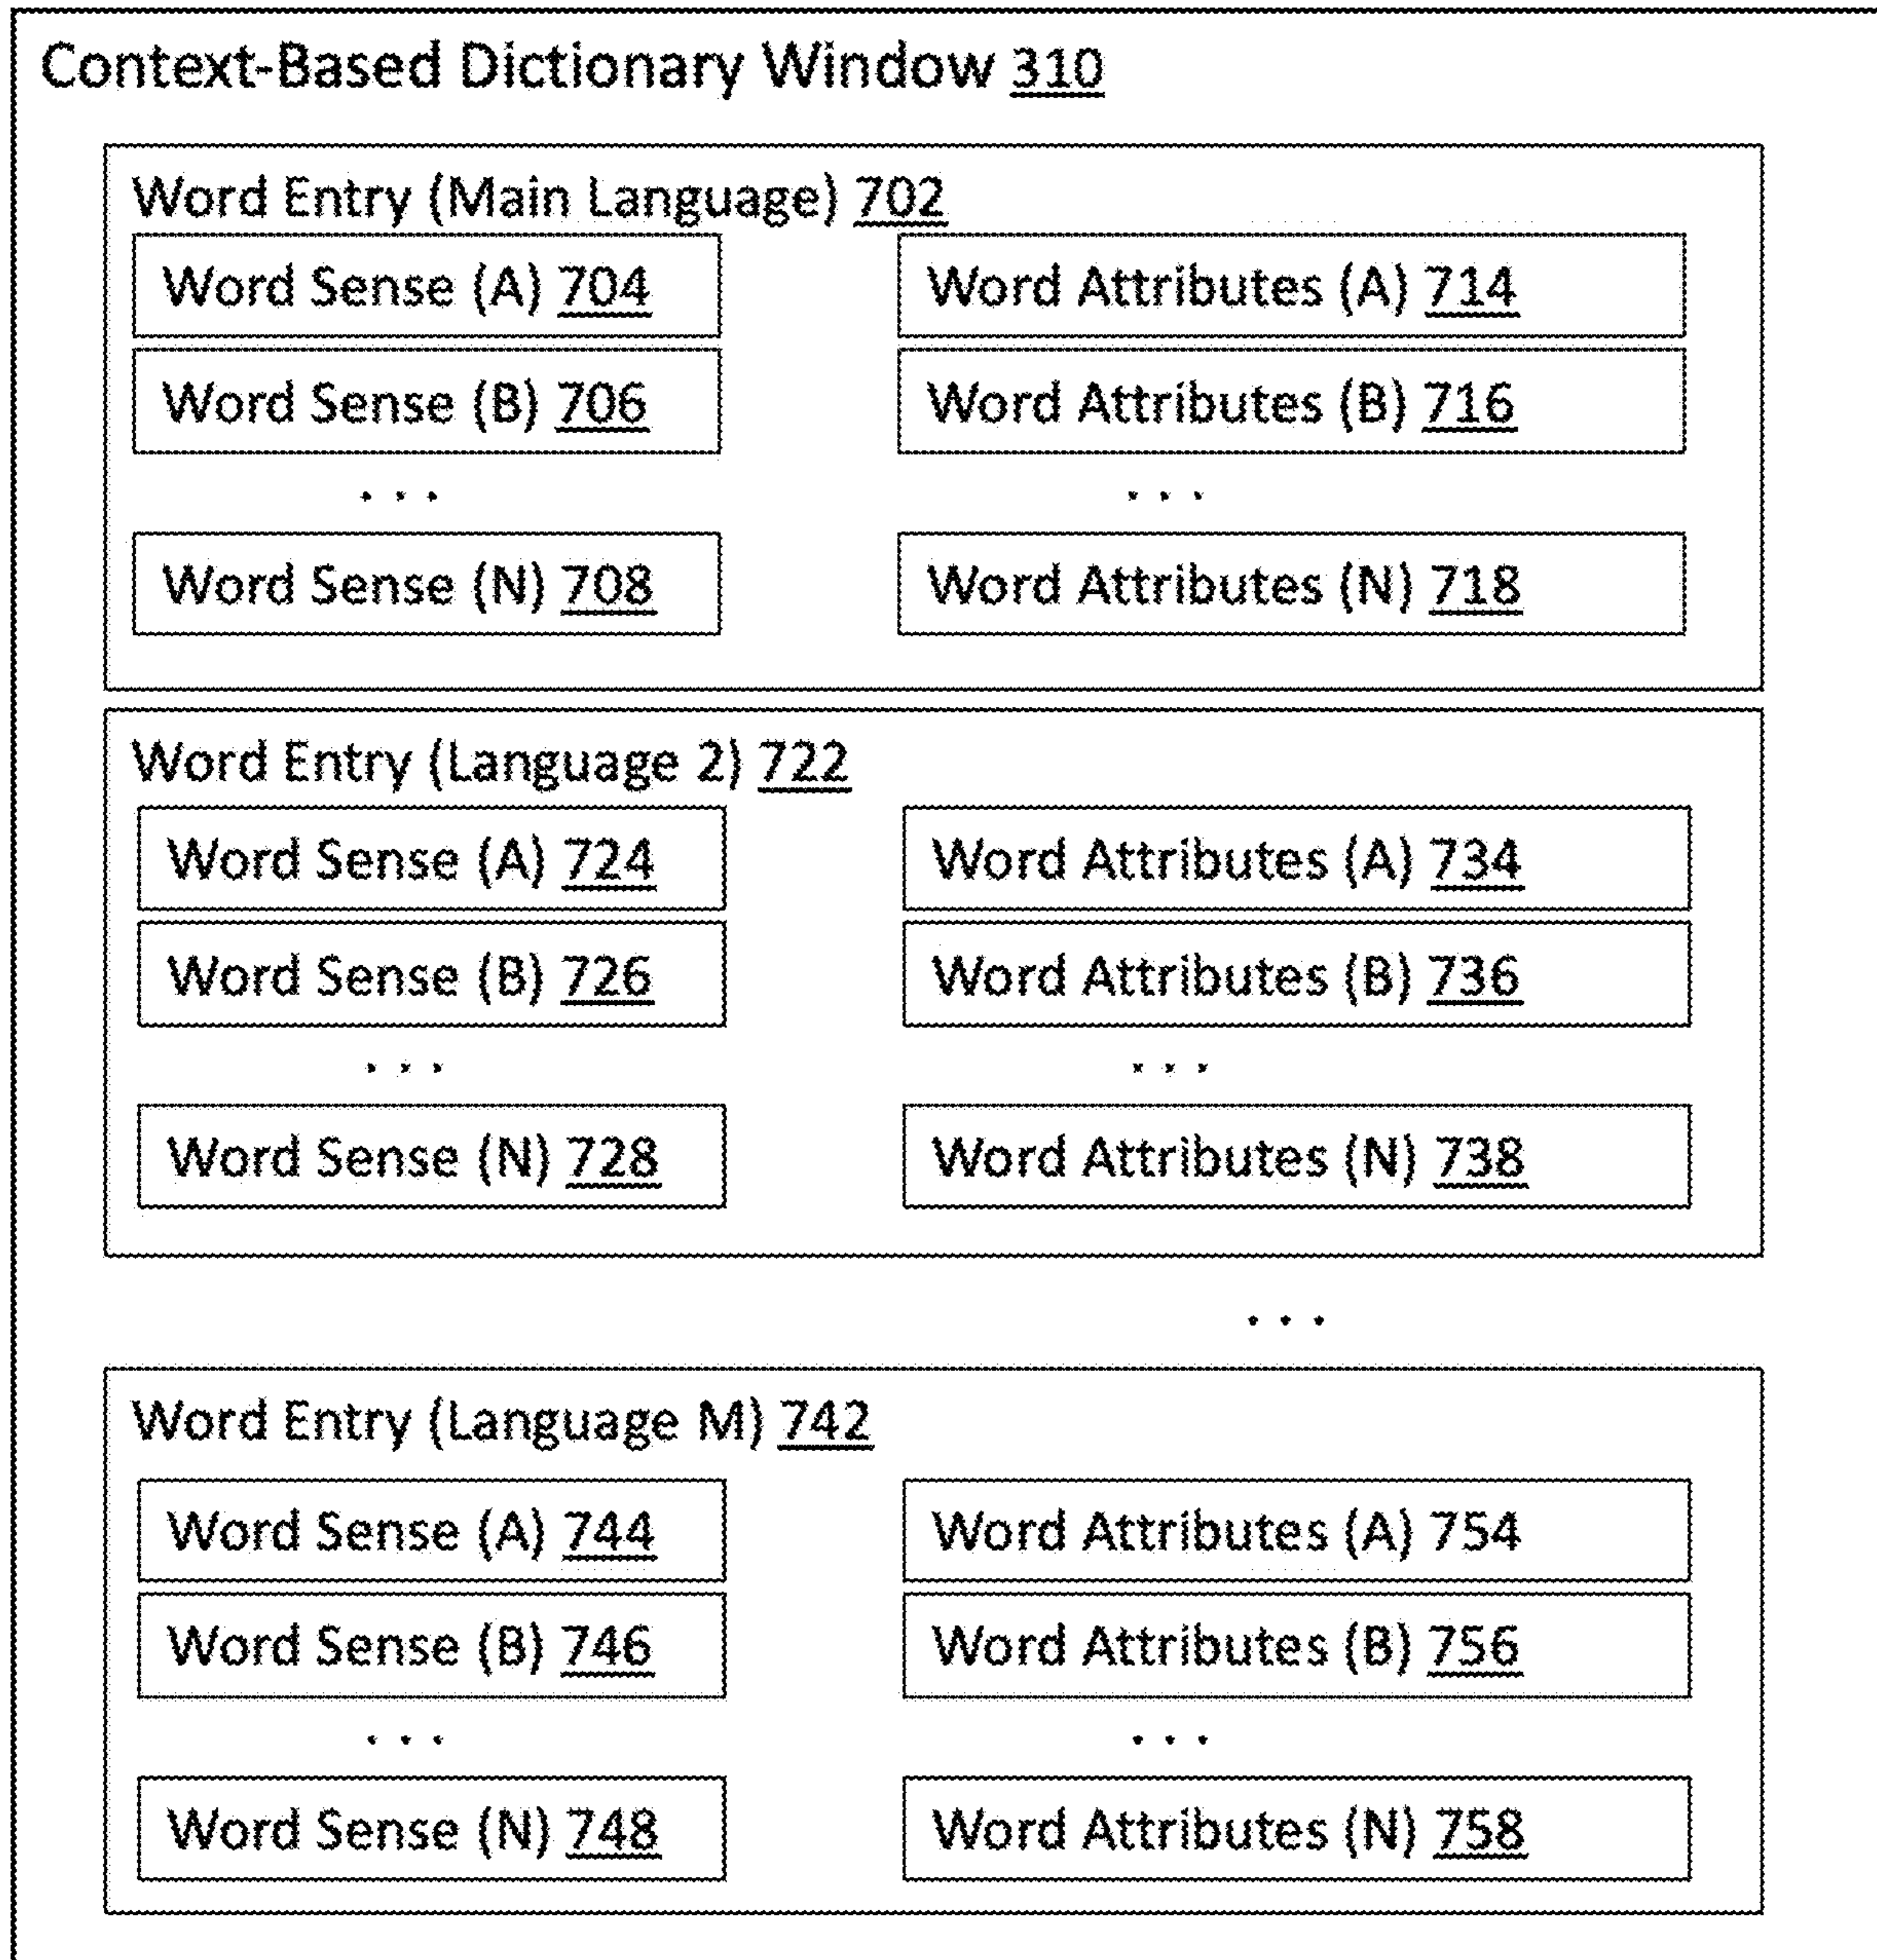 Context-Based Dictionary Window 310
Word Entry (Main Language) 702
Word Sense (A) 704 Word Attributes (A) 714
Word Sense (B) 706 Word Attributes (B) 716
... ...
Word Sense (N) 708 Word Attributes (N) 718
Word Entry (Language 2) 722
Word Sense (A) 724 Word Attributes (A) 734
Word Sense (B) 726 Word Attributes (B) 736
... ...
Word Sense (N) 728 Word Attributes (N) 738
...
Word Entry (Language M) 742
Word Sense (A) 744 Word Attributes (A) 754
Word Sense (B) 746 Word Attributes (B) 756
... ...
Word Sense (N) 748 Word Attributes (N) 758